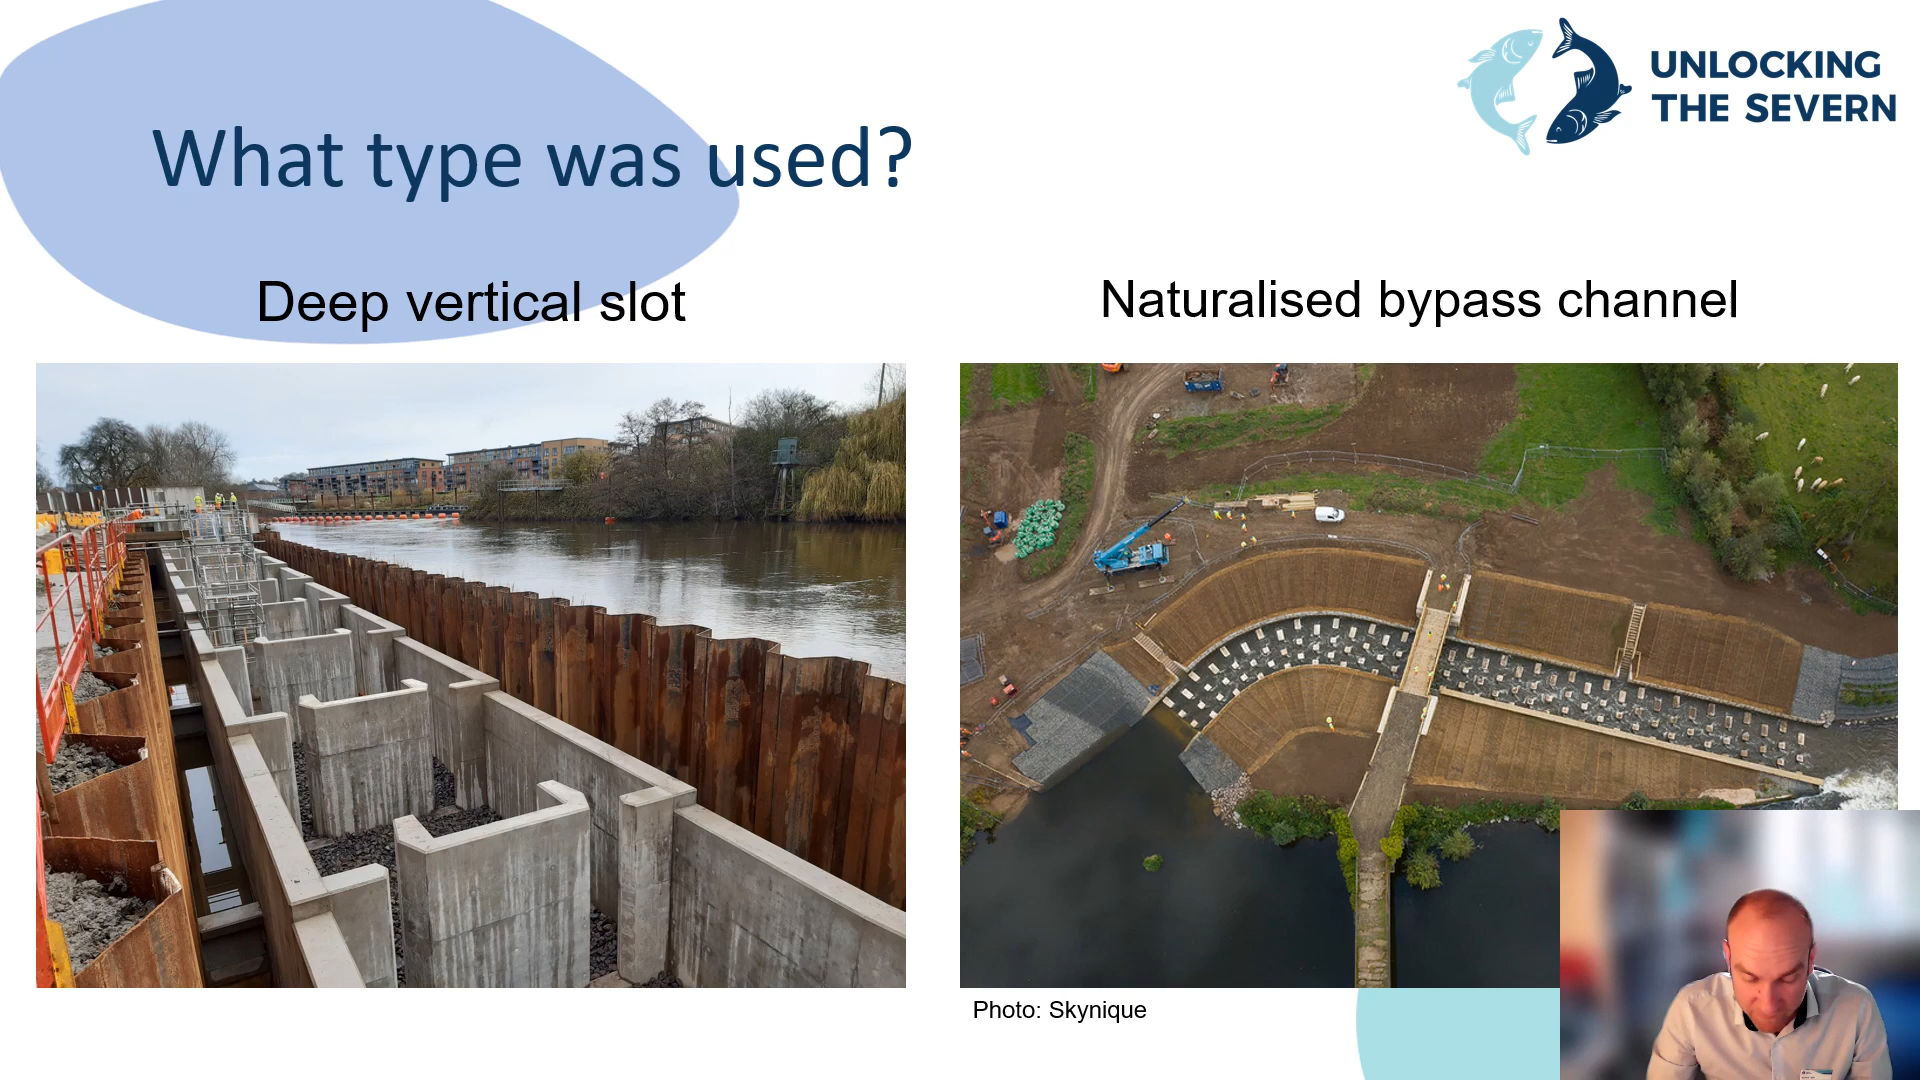 UNLOCKING
THE SEVERN
What type was used?
Deep vertical slot
Naturalised bypass channel
Photo: Skynique